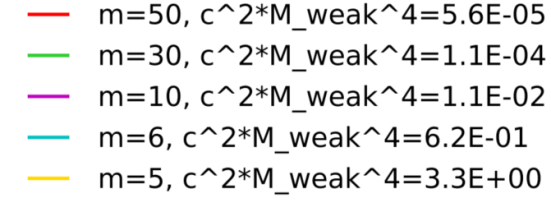 m=50, c^2*M_weak^4=5.6E-05
m=30, c^2*M_weak^4=1.1E-04
m=10, c^2*M_weak^4=1.1E-02
m=6, c^2*M_weak^4=6.2E-01
m=5, c^2*M_weak^4=3.3E+00